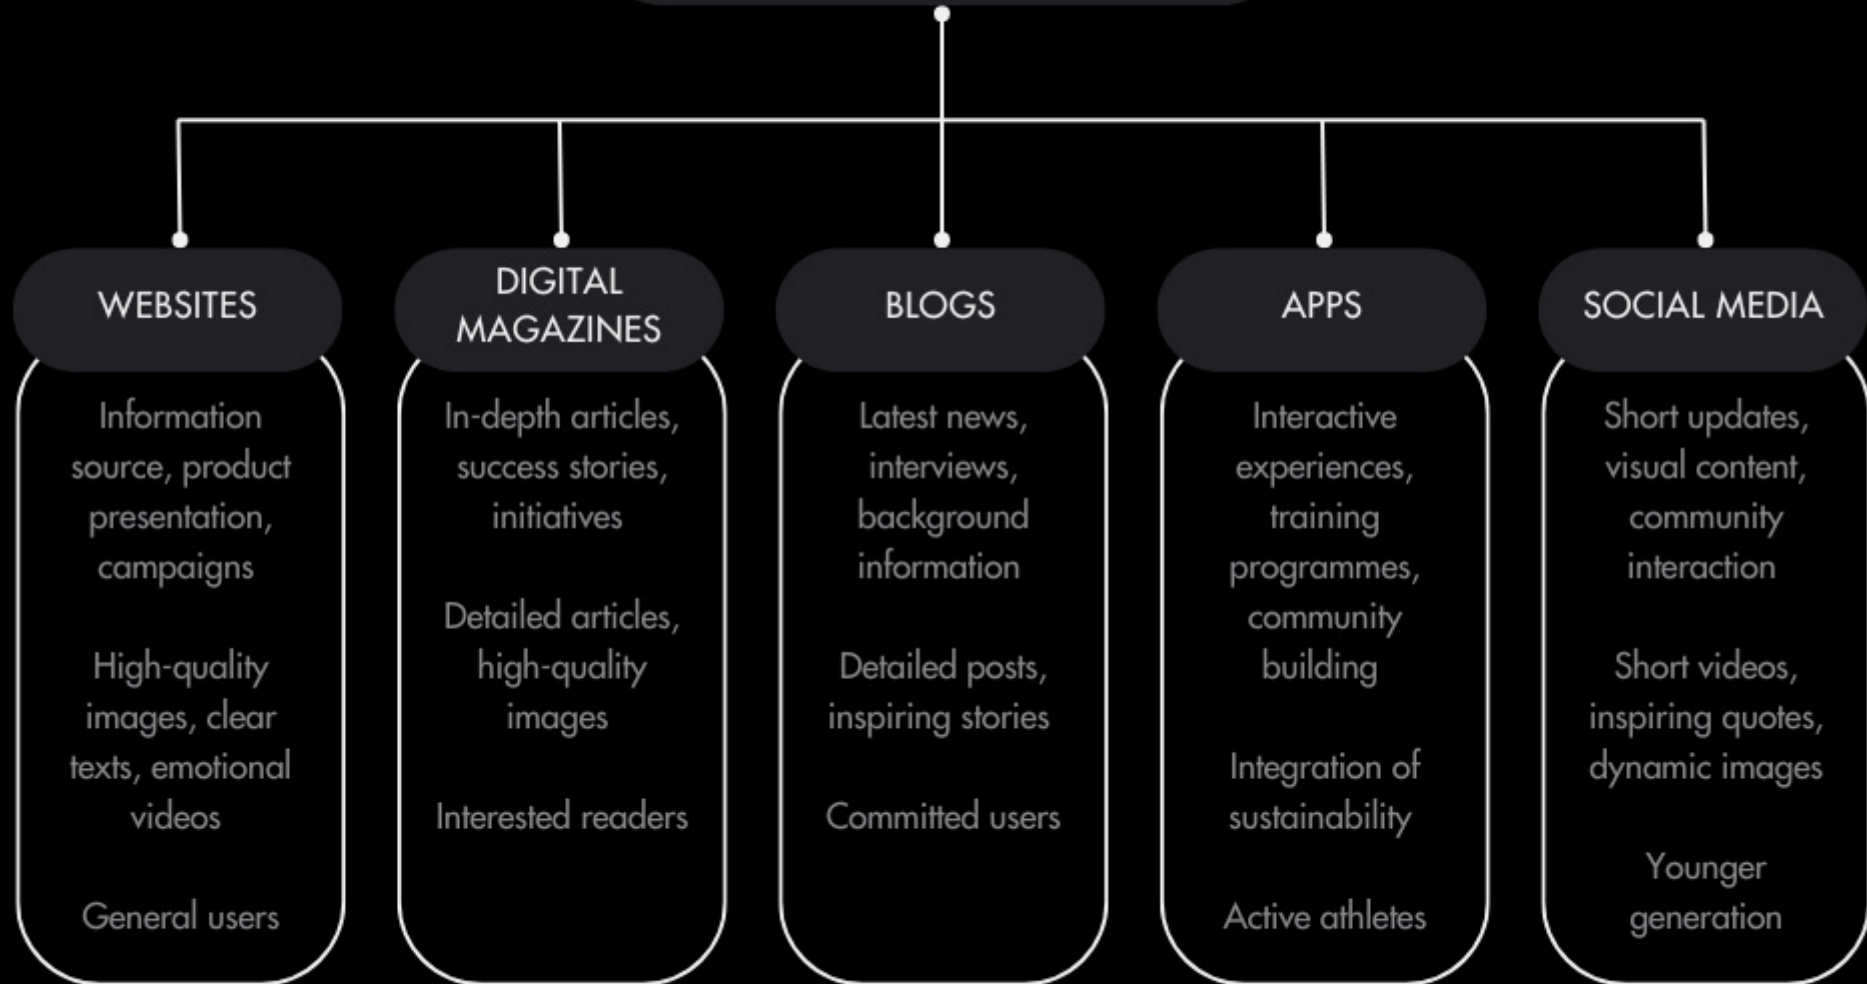 WEBSITES
Information
source, product
presentation,
campaigns
High-quality
images, clear
texts, emotional
videos
General users
DIGITAL
MAGAZINES
In-depth articles,
success stories,
initiatives
Detailed articles,
high-quality
images
Interested readers
BLOGS
Latest news,
interviews,
background
information
Detailed posts,
inspiring stories
Committed users
APPS
Interactive
experiences,
training
programmes,
community
building
Integration of
sustainability
Active athletes
SOCIAL MEDIA
Short updates,
visual content,
community
interaction
Short videos,
inspiring quotes,
dynamic images
Younger
generation